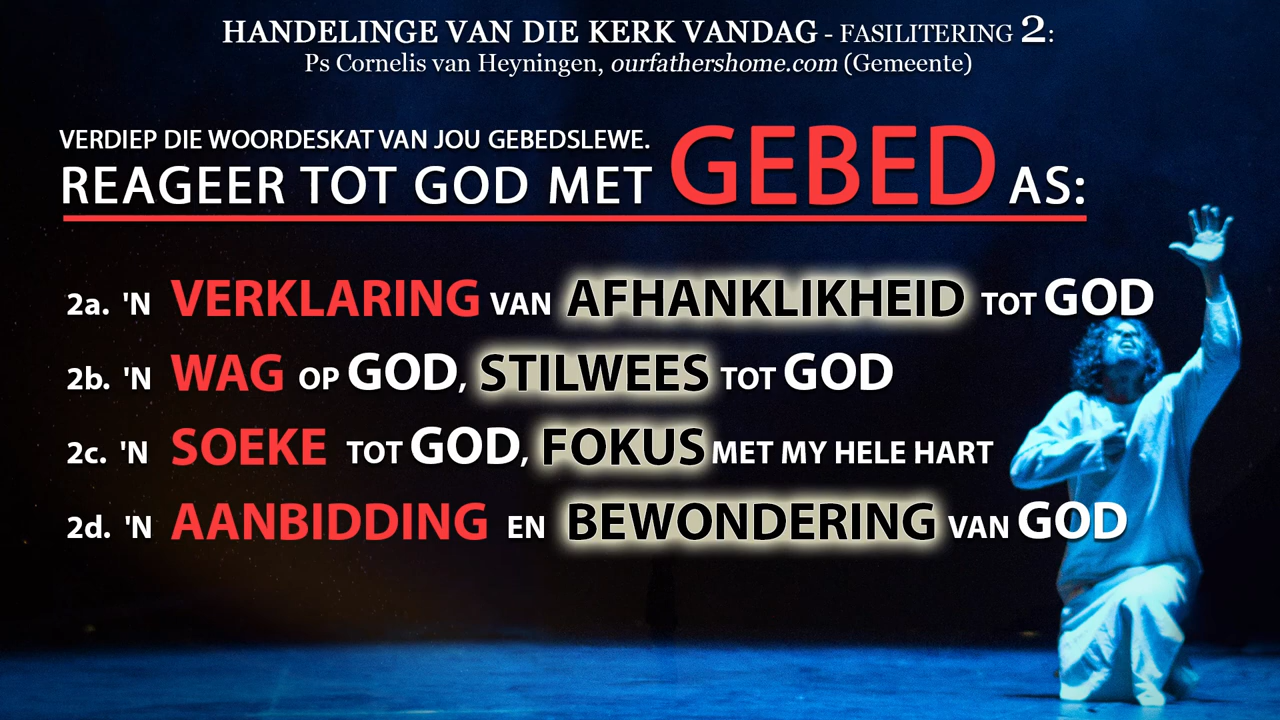 HANDELINGE VAN DIE KERK VANDAG - FASILITERING 2:
Ps Cornelis van Heyningen, ourfathershome.com (Gemeente)
VERDIEP DIE WOORDESKAT VAN JOU GEBEDSLEWE.
REAGEER TOT GOD MET GEBED AS:
2a. 'N VERKLARING VAN AFHANKLIKHEID TOT GOD
2b. 'N WAG OP GOD, STILWEES TOT GOD
2c. 'N SOEKE TOT GOD, FOKUS MET MY HELE HART
2d. 'N AANBIDDING EN BEWONDERING VAN GOD